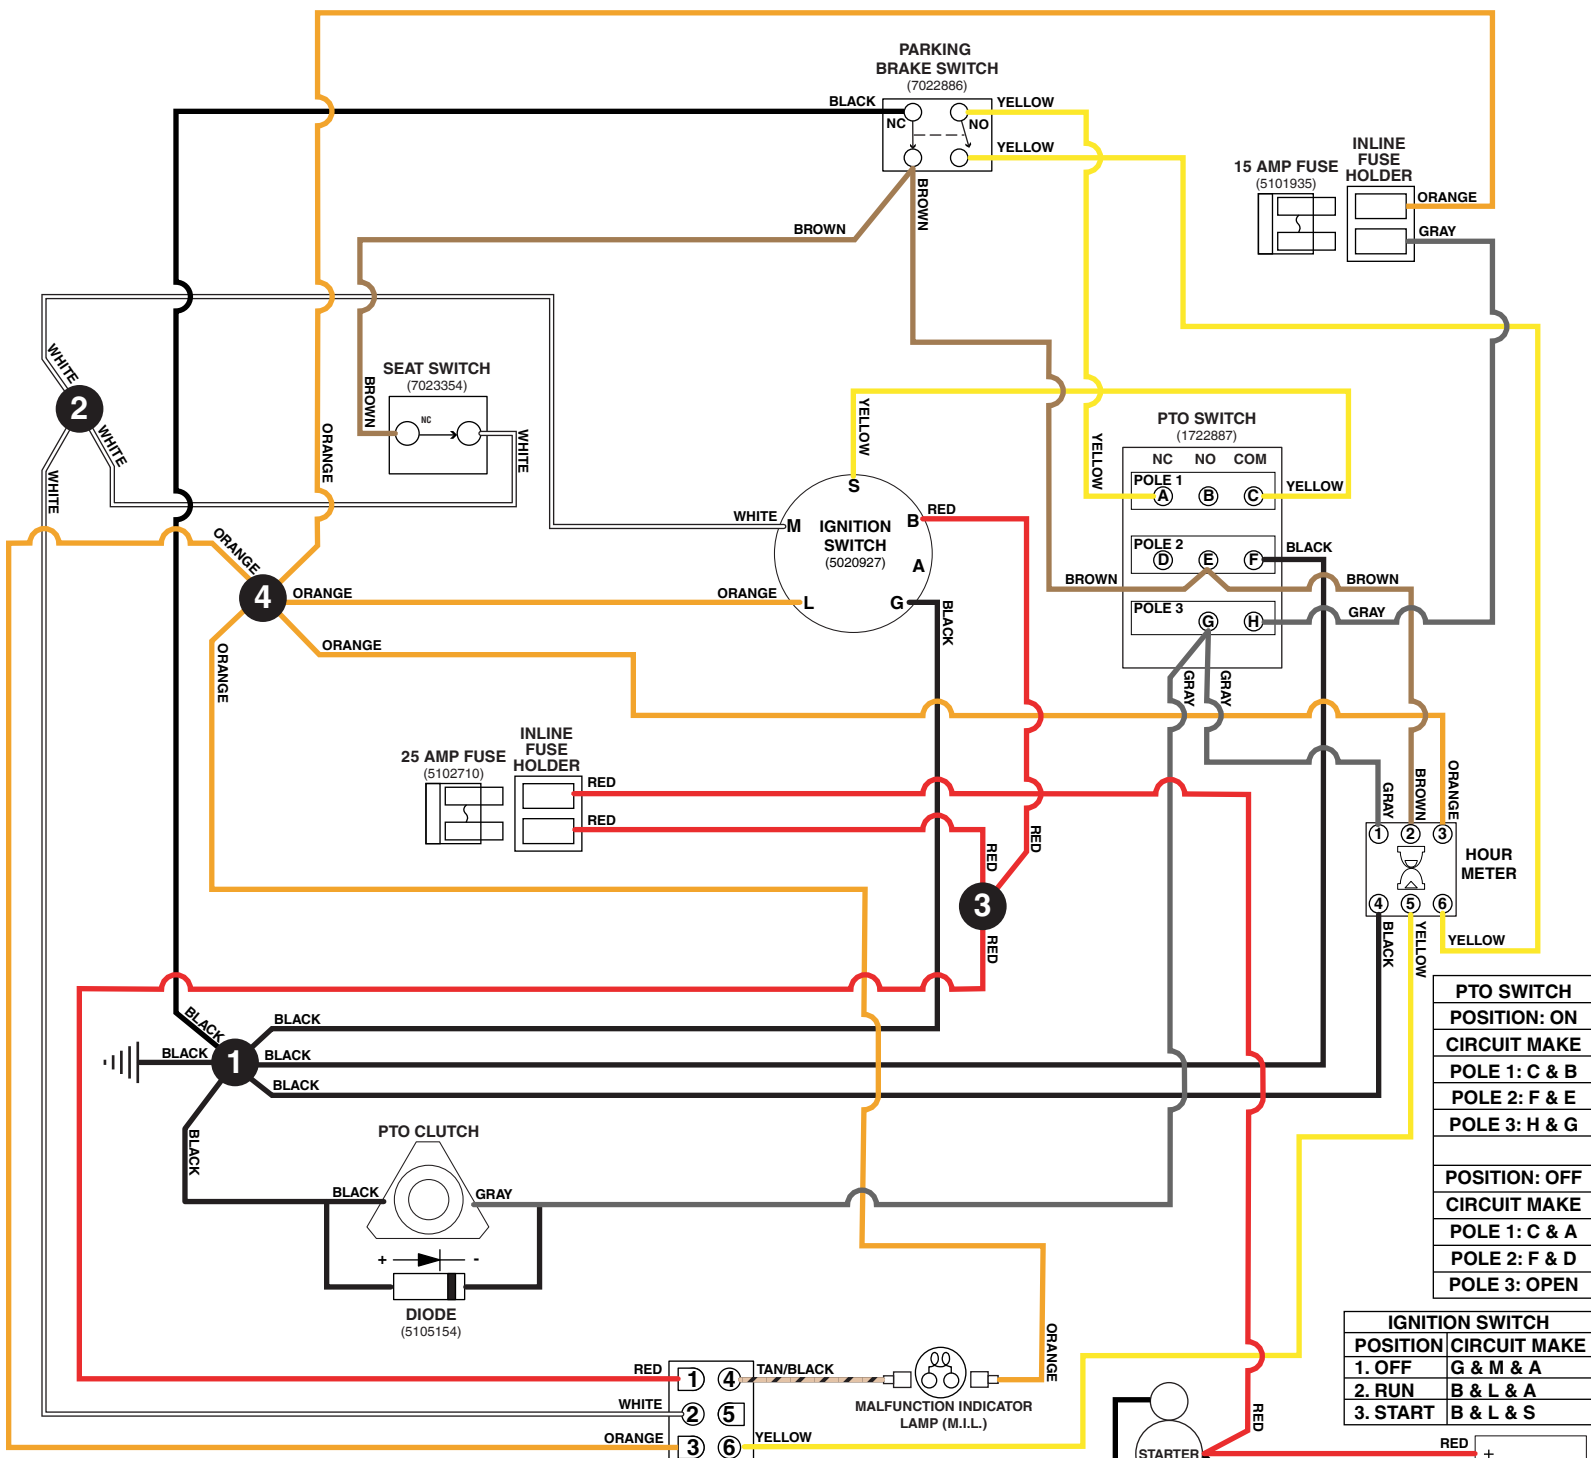 PARKING
BRAKE SWITCH
(7022886)
BLACK
YELLOW
NC
NO
YELLOW
BROWN
BROWN
15 AMP FUSE
(5101935)
INLINE
FUSE
HOLDER
ORANGE
GRAY
WHITE
2
WHITE
WHITE
SEAT SWITCH
(7023354)
NC
BROWN
WHITE
ORANGE
YELLOW
YELLOW
PTO SWITCH
(1722887)
NC NO COM
POLE 1
A B C
YELLOW
POLE 2
D E F
BLACK
BROWN
BROWN
POLE 3
G H
GRAY
GRAY
GRAY
S
WHITE
M
IGNITION
SWITCH
(5020927)
B
RED
A
L
G
BLACK
ORANGE
4
ORANGE
ORANGE
ORANGE
ORANGE
25 AMP FUSE
(5102710)
INLINE
FUSE
HOLDER
RED
RED
RED
RED
3
RED
GRAY
BROWN
ORANGE
1 2 3
HOUR
METER
4 5 6
BLACK
YELLOW
YELLOW
BLACK
BLACK
BLACK
1
BLACK
BLACK
BLACK
PTO CLUTCH
BLACK
GRAY
+ -
DIODE
(5105154)
PTO SWITCH
POSITION: ON
CIRCUIT MAKE
POLE 1: C & B
POLE 2: F & E
POLE 3: H & G
POSITION: OFF
CIRCUIT MAKE
POLE 1: C & A
POLE 2: F & D
POLE 3: OPEN
IGNITION SWITCH
POSITION CIRCUIT MAKE
1. OFF G & M & A
2. RUN B & L & A
3. START B & L & S
RED
1 4
TAN/BLACK
ORANGE
MALFUNCTION INDICATOR
LAMP (M.I.L.)
WHITE
2 5
ORANGE
3 6
YELLOW
STARTER
RED
RED
+